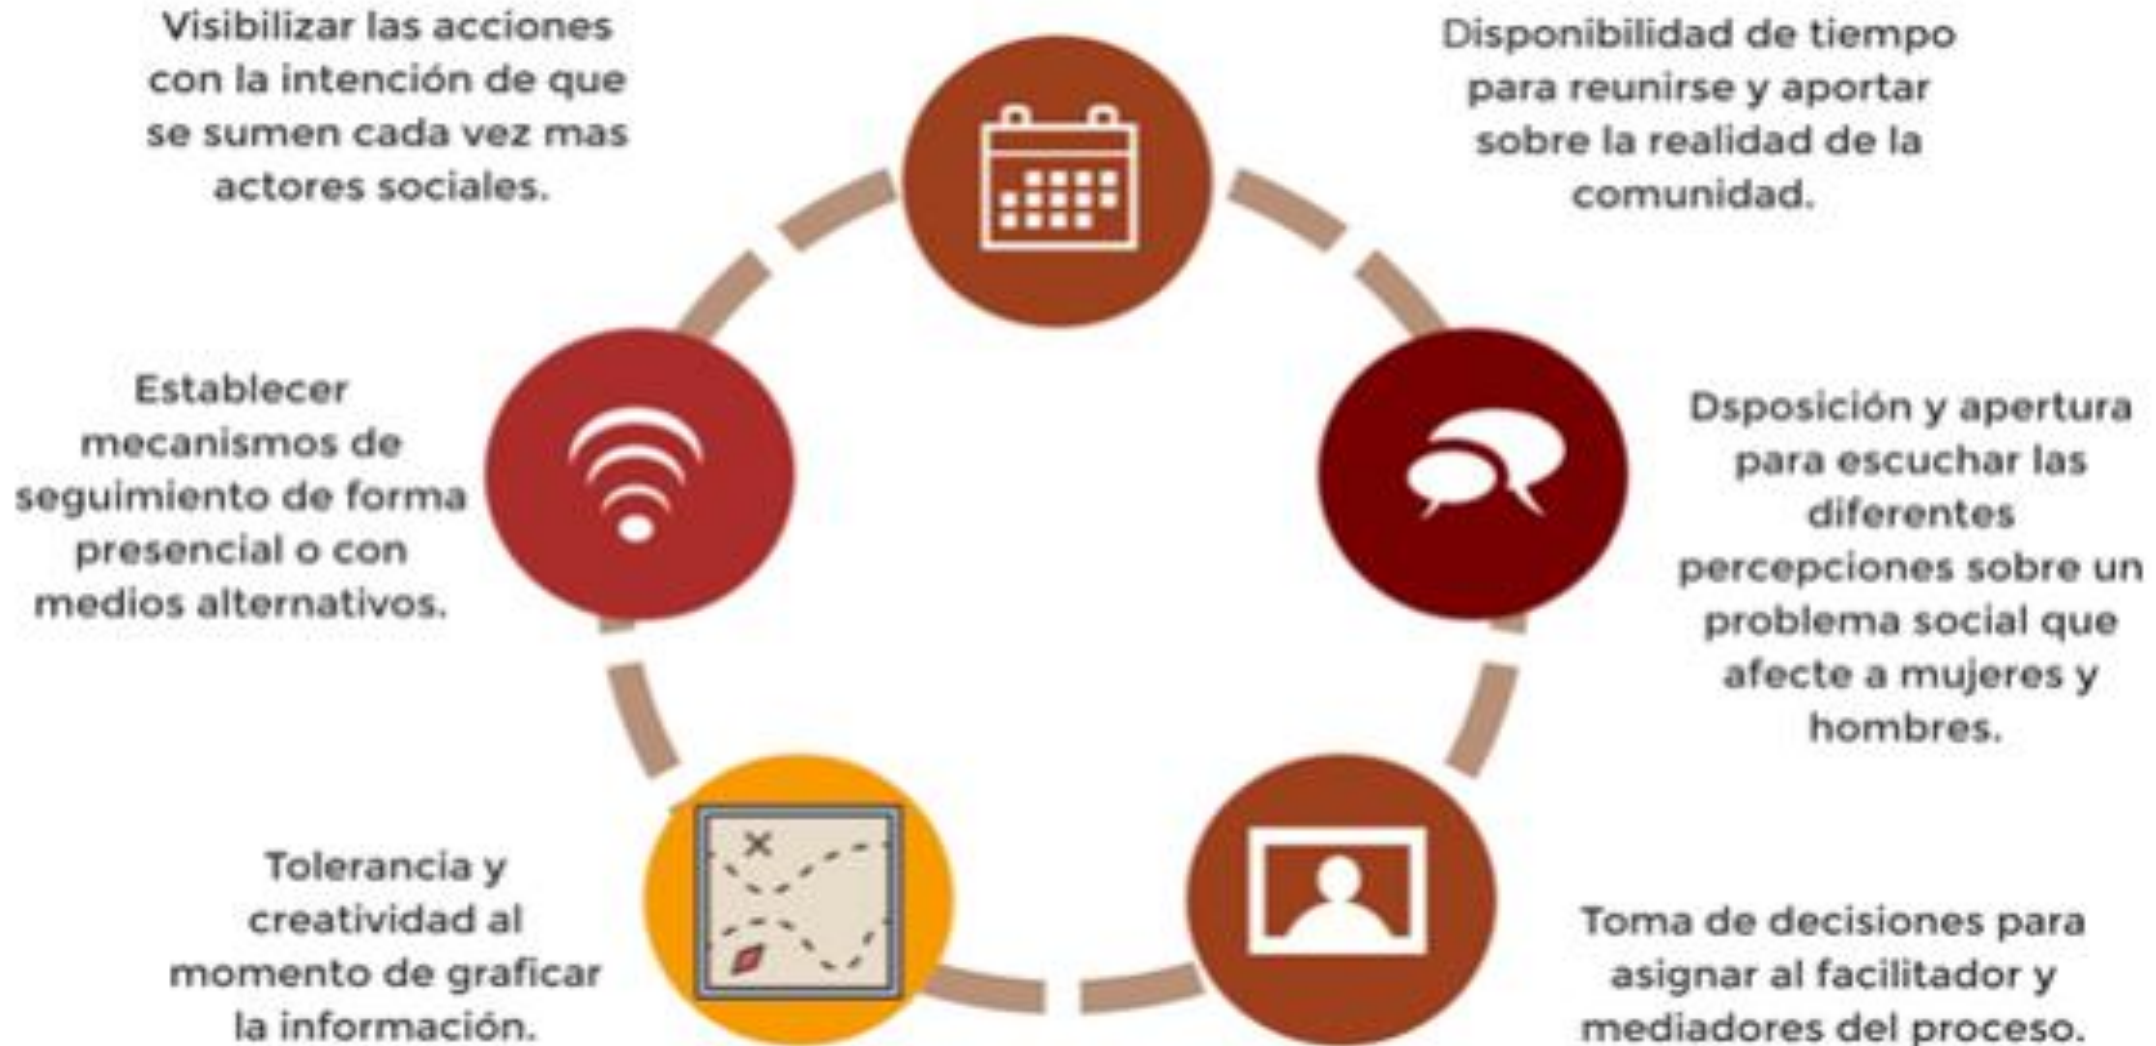 Visibilizar las acciones
con la intención de que
se sumen cada vez mas
actores sociales.
Disponibilidad de tiempo
para reunirse y aportar
sobre la realidad de la
comunidad.
Establecer
mecanismos de
seguimiento de forma
presencial o con
medios alternativos.
Dsposición y apertura
para escuchar las
diferentes
percepciones sobre un
problema social que
afecte a mujeres y
hombres.
Tolerancia y
creatividad al
momento de graficar
la información.
Toma de decisiones para
asignar al facilitador y
mediadores del proceso.